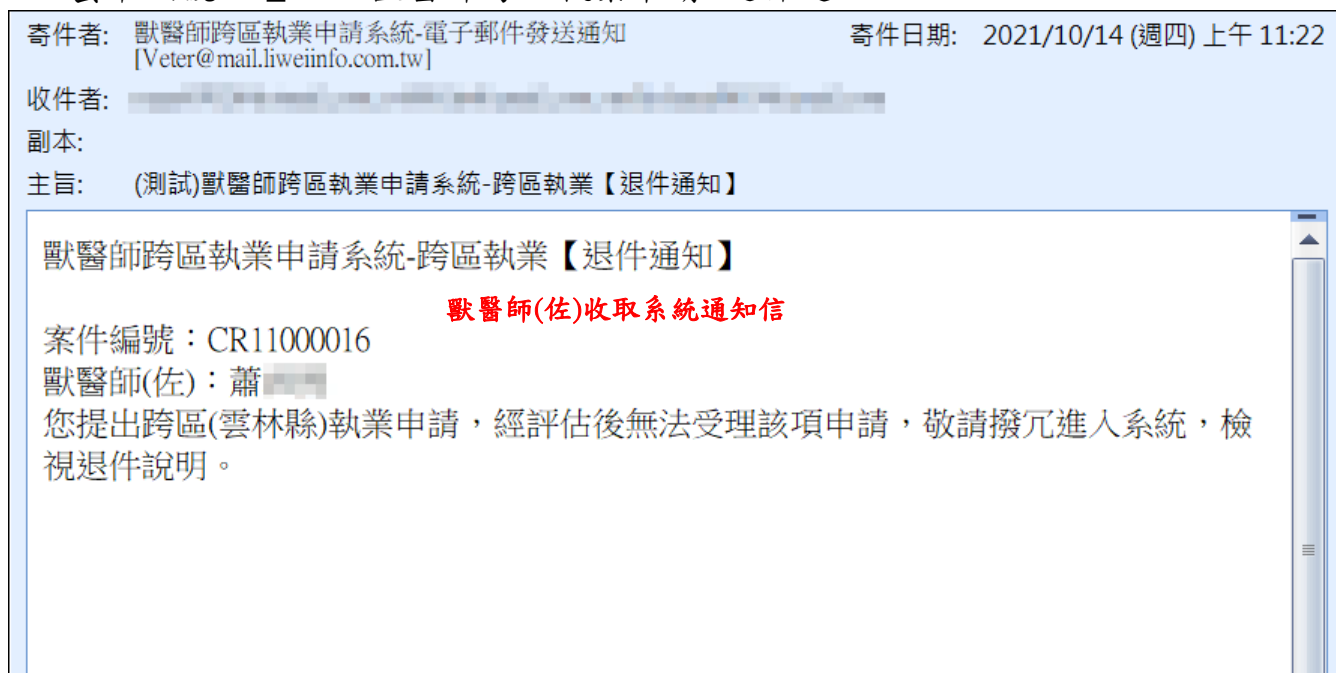 寄件者: 獸醫師跨區執業申請系統-電子郵件發送通知 寄件日期: 2021/10/14 (週四) 上午 11:22
[Veter@mail.liweiinfo.com.tw]
收件者:
副本:
主旨: (測試)獸醫師跨區執業申請系統-跨區執業【退件通知】
獸醫師跨區執業申請系統-跨區執業【退件通知】
獸醫師(佐)收取系統通知信
案件編號：CR11000016
獸醫師(佐)：蕭
您提出跨區(雲林縣)執業申請，經評估後無法受理該項申請，敬請撥冗進入系統，檢
視退件說明。